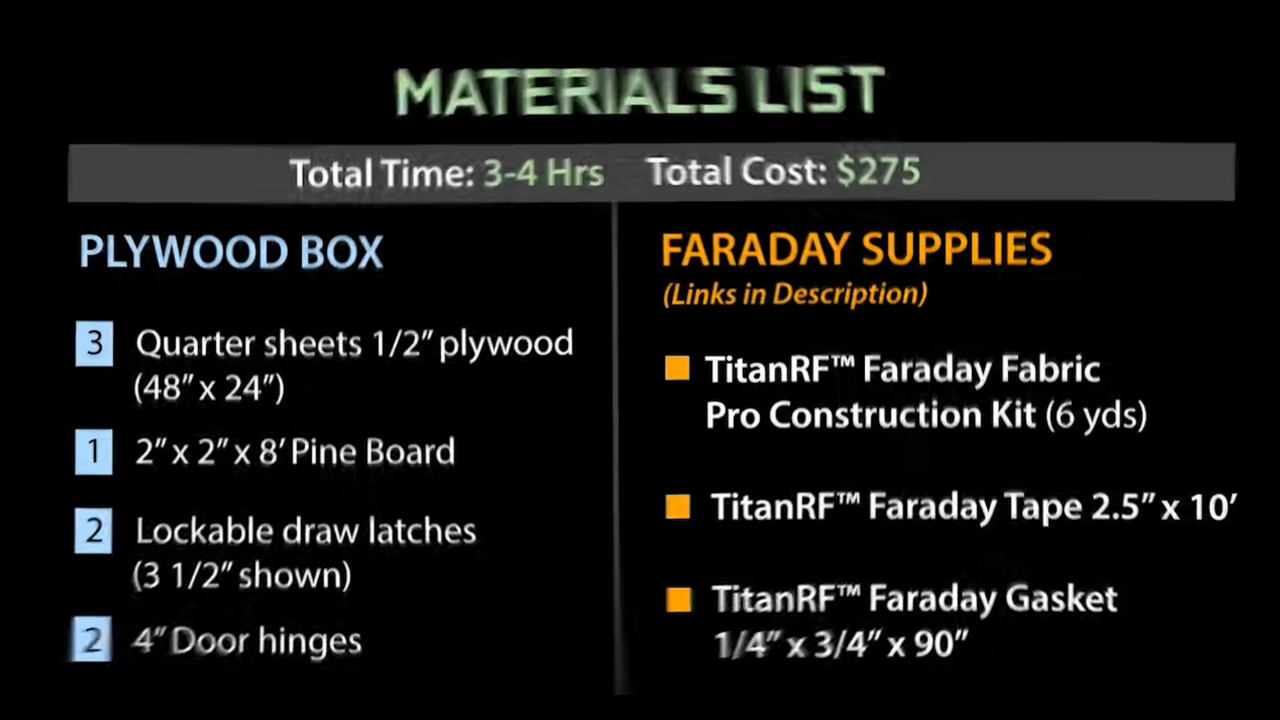 MATERIALS LIST
Total Time: 3-4 Hrs Total Cost: $275
PLYWOOD BOX
3 Quarter sheets 1/2” plywood
(48” x 24”)
1 2” x 2” x 8’ Pine Board
2 Lockable draw latches
(3 1/2” shown)
2 4” Door hinges
FARADAY SUPPLIES
(Links in Description)
TitanRF™ Faraday Fabric
Pro Construction Kit (6 yds)
TitanRF™ Faraday Tape 2.5” x 10’
TitanRF™ Faraday Gasket
1/4” x 3/4” x 90”